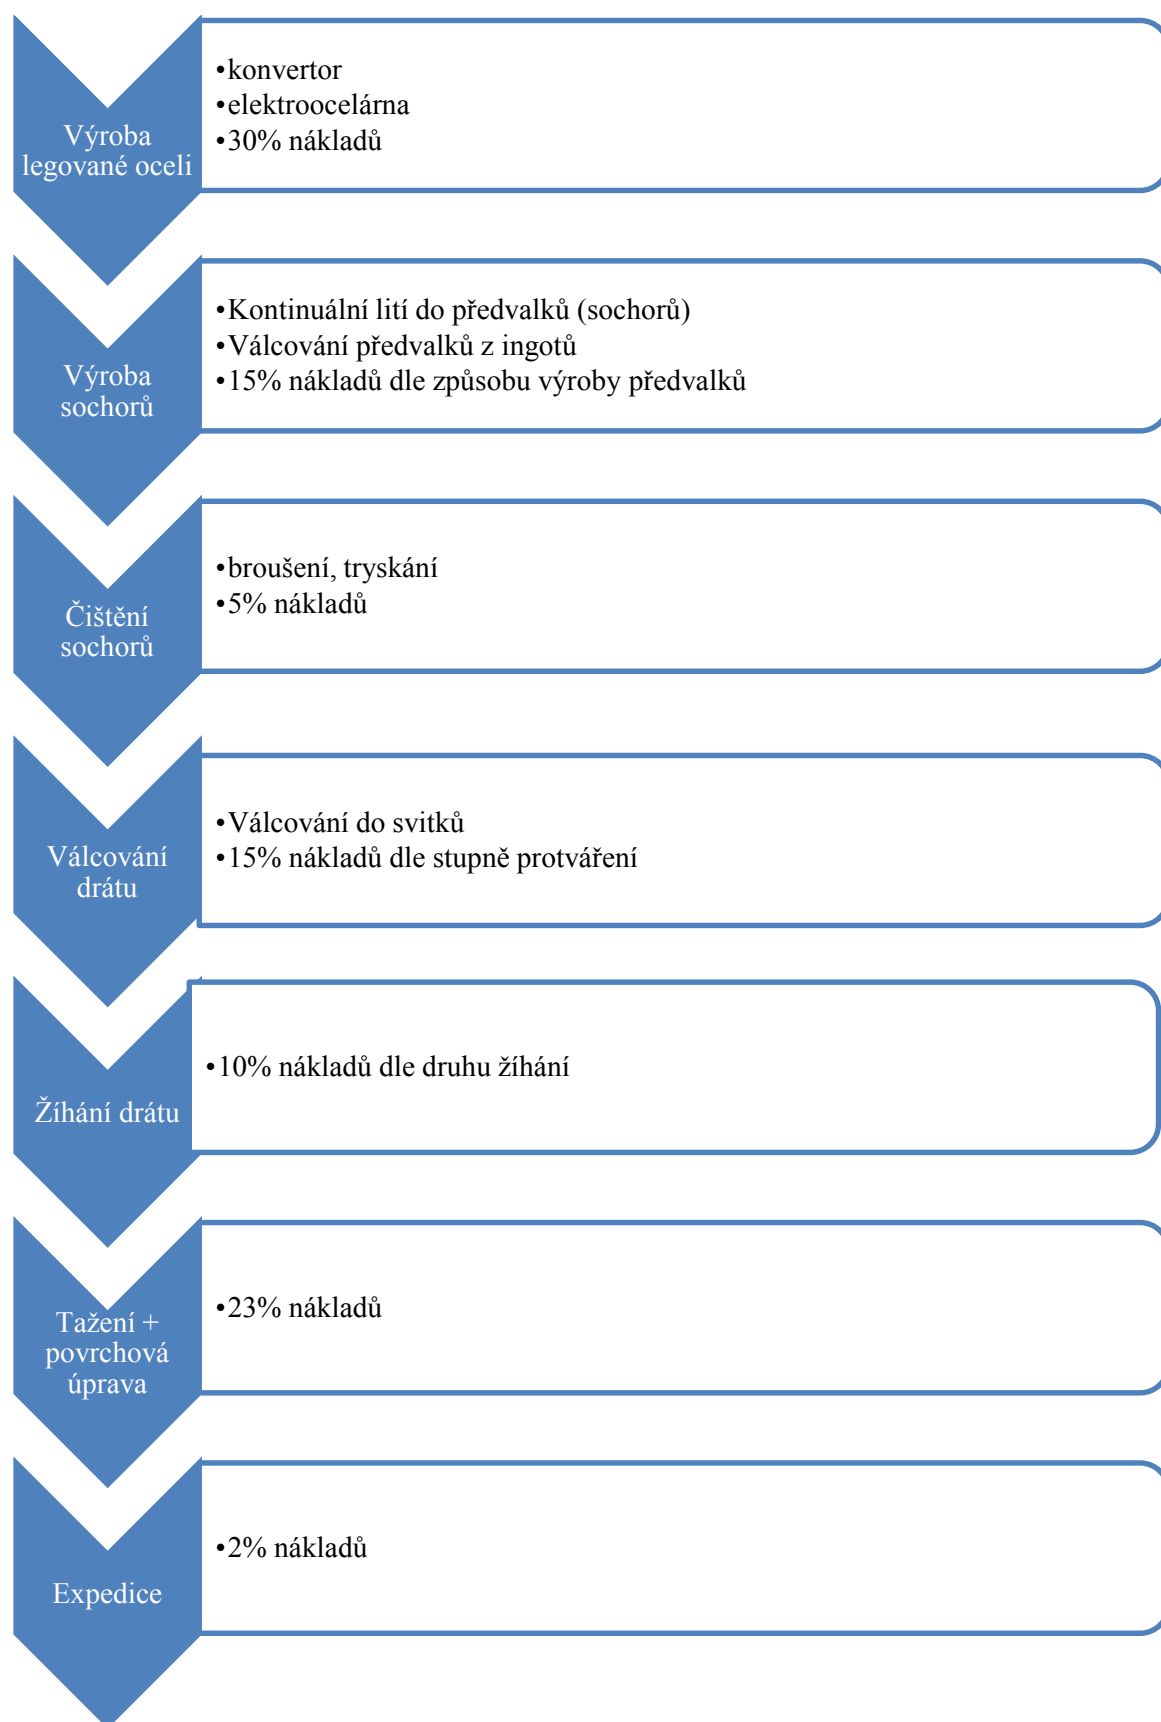 Výroba
legované oceli
•konvertor
•elektroocelárna
•30% nákladů
Výroba
sochorů
•Kontinuální lití do předvalků (sochorů)
•Válcování předvalků z ingotů
•15% nákladů dle způsobu výroby předvalků
Čištění
sochorů
•broušení, tryskání
•5% nákladů
Válcování
drátu
•Válcování do svitků
•15% nákladů dle stupně protváření
Žíhání drátu
•10% nákladů dle druhu žíhání
Tažení +
povrchová
úprava
•23% nákladů
Expedice
•2% nákladů